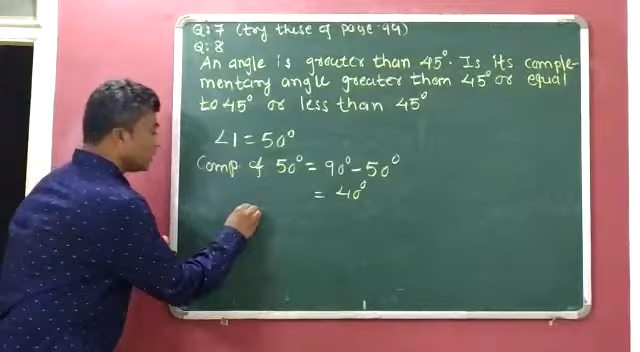 Q:7 (try these of page 94)
Q:8
An angle is greater than 45°. Is its comple-
mentary angle greater than 45° or equal
to 45° or less than 45°
∠1 = 50°
Comp. of 50° = 90° - 50°
= 40°